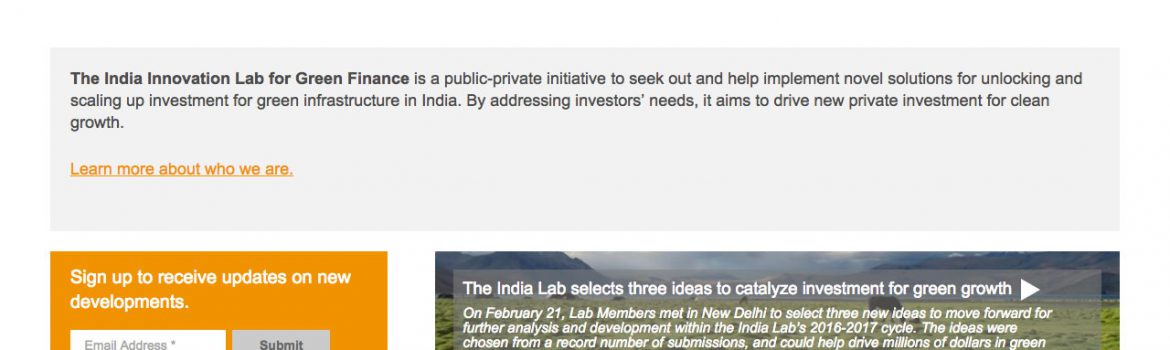 The India Innovation Lab for Green Finance is a public-private initiative to seek out and help implement novel solutions for unlocking and
scaling up investment for green infrastructure in India. By addressing investors’ needs, it aims to drive new private investment for clean
growth.
Learn more about who we are.
Sign up to receive updates on new
developments.
Email Address *
Submit
The India Lab selects three ideas to catalyze investment for green growth
On February 21, Lab Members met in New Delhi to select three new ideas to move forward for
further analysis and development within the India Lab's 2016-2017 cycle. The ideas were
chosen from a record number of submissions, and could help drive millions of dollars in green